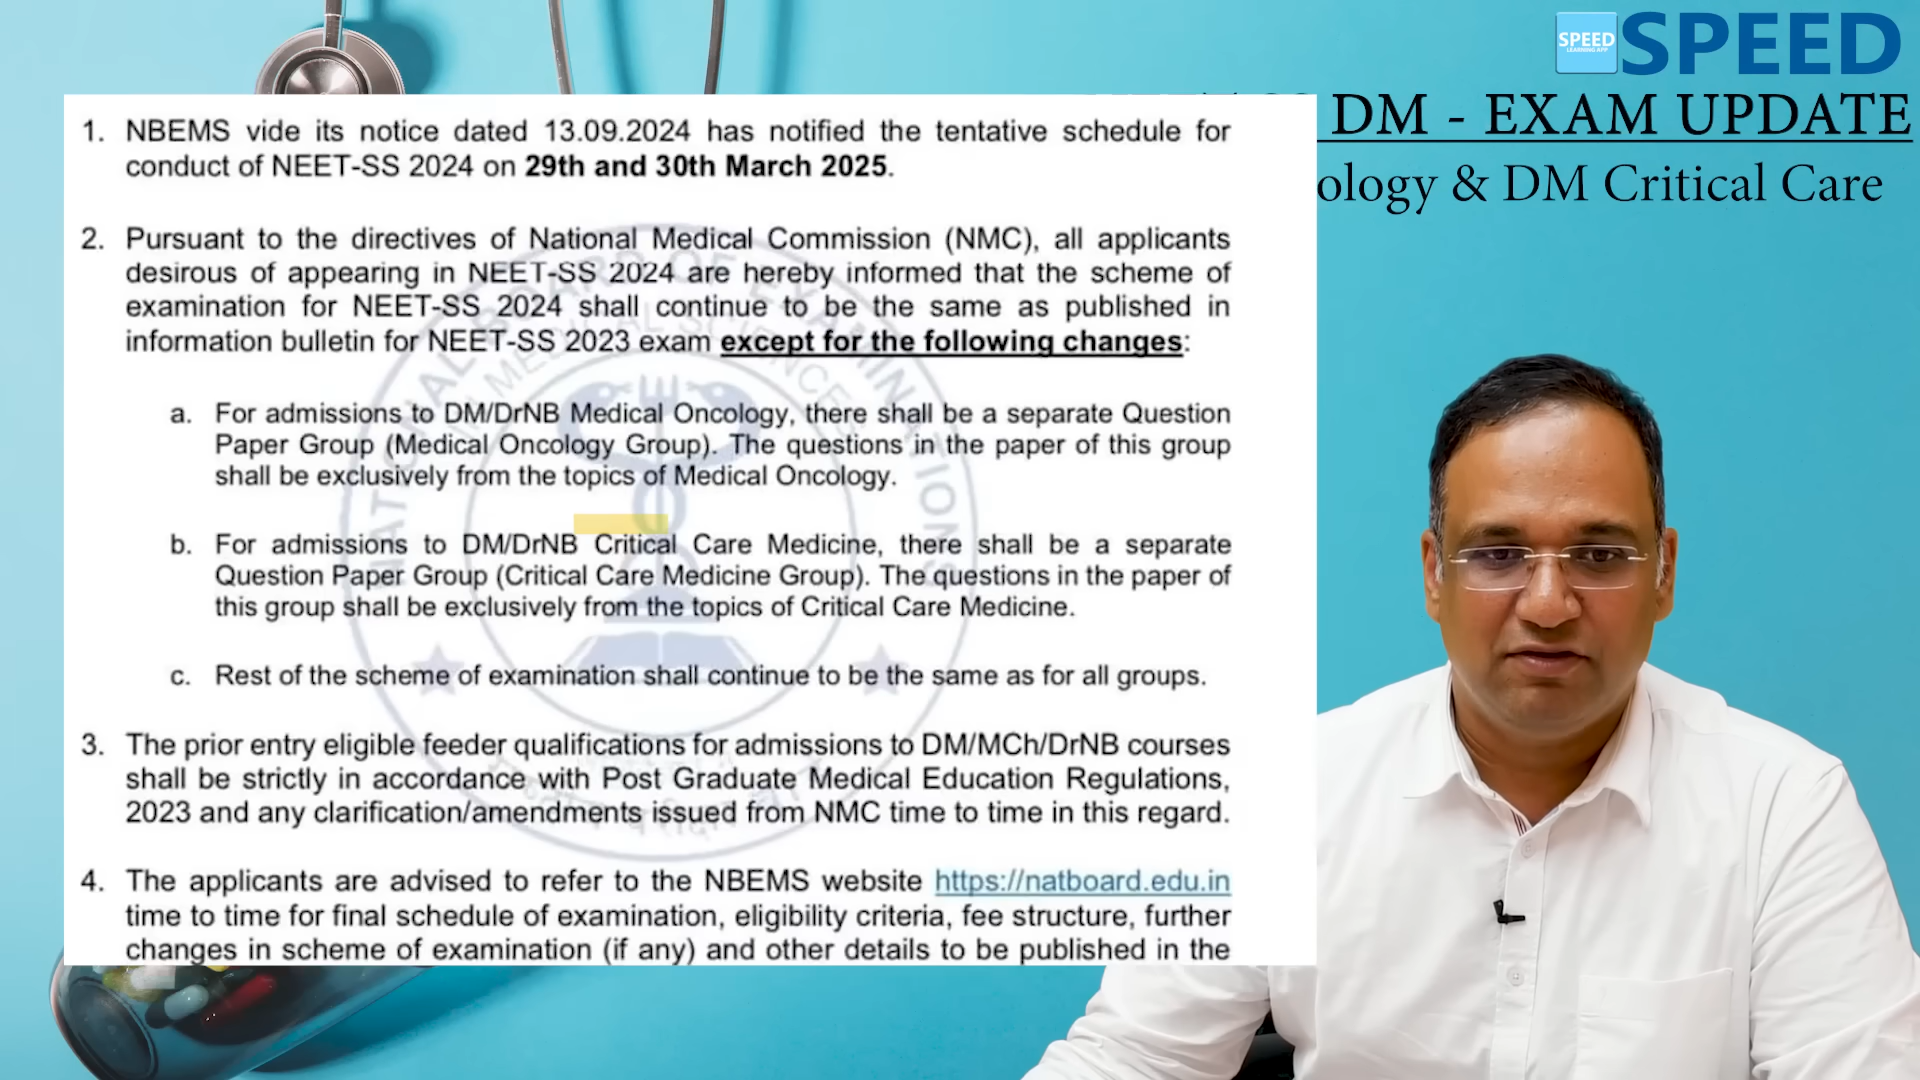 SPEED
LEARNING APP
SPEED
DM - EXAM UPDATE
ology & DM Critical Care
1. NBEMS vide its notice dated 13.09.2024 has notified the tentative schedule for
conduct of NEET-SS 2024 on 29th and 30th March 2025.
2. Pursuant to the directives of National Medical Commission (NMC), all applicants
desirous of appearing in NEET-SS 2024 are hereby informed that the scheme of
examination for NEET-SS 2024 shall continue to be the same as published in
information bulletin for NEET-SS 2023 exam except for the following changes:
a. For admissions to DM/DrNB Medical Oncology, there shall be a separate Question
Paper Group (Medical Oncology Group). The questions in the paper of this group
shall be exclusively from the topics of Medical Oncology.
b. For admissions to DM/DrNB Critical Care Medicine, there shall be a separate
Question Paper Group (Critical Care Medicine Group). The questions in the paper of
this group shall be exclusively from the topics of Critical Care Medicine.
c. Rest of the scheme of examination shall continue to be the same as for all groups.
3. The prior entry eligible feeder qualifications for admissions to DM/MCh/DrNB courses
shall be strictly in accordance with Post Graduate Medical Education Regulations,
2023 and any clarification/amendments issued from NMC time to time in this regard.
4. The applicants are advised to refer to the NBEMS website https://natboard.edu.in
time to time for final schedule of examination, eligibility criteria, fee structure, further
changes in scheme of examination (if any) and other details to be published in the
NATIONAL BOARD OF EXAMINATIONS
IN MEDICAL SCIENCES